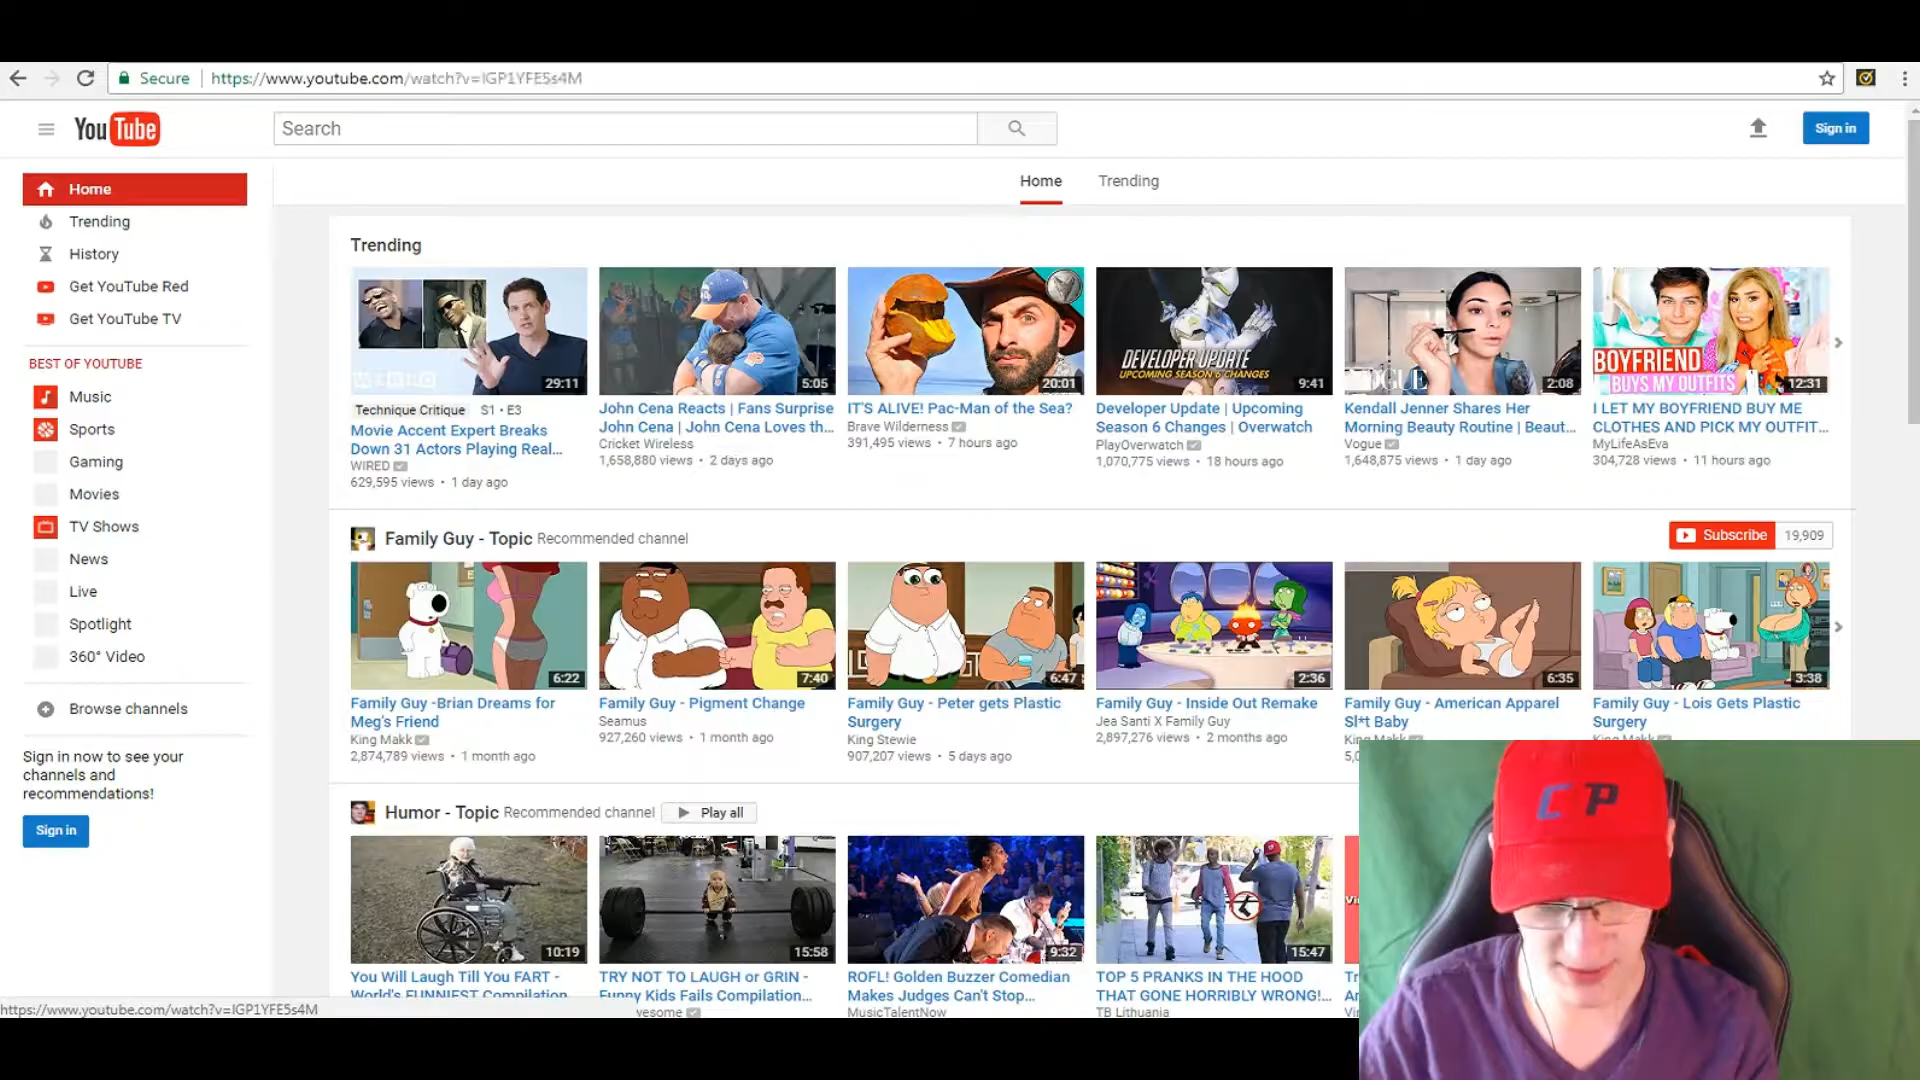 Secure
https://www.youtube.com/watch?v=IGP1YFE5s4M
YouTube
Search
Sign in
Home
Trending
Home
Trending
History
Get YouTube Red
Get YouTube TV
BEST OF YOUTUBE
Music
Sports
Gaming
Movies
TV Shows
News
Live
Spotlight
360° Video
Browse channels
Sign in now to see your
channels and
recommendations!
Sign in
Trending
WIRED
29:11
Technique Critique S1 • E3
Movie Accent Expert Breaks
Down 31 Actors Playing Real...
WIRED
629,595 views • 1 day ago
5:05
John Cena Reacts | Fans Surprise
John Cena | John Cena Loves th...
Cricket Wireless
1,658,880 views • 2 days ago
20:01
IT'S ALIVE! Pac-Man of the Sea?
Brave Wilderness
391,495 views • 7 hours ago
DEVELOPER UPDATE
UPCOMING SEASON 6 CHANGES
9:41
Developer Update | Upcoming
Season 6 Changes | Overwatch
PlayOverwatch
1,070,775 views • 18 hours ago
VOGUE
2:08
Kendall Jenner Shares Her
Morning Beauty Routine | Beaut...
Vogue
1,648,875 views • 1 day ago
BOYFRIEND
BUYS MY OUTFITS
12:31
I LET MY BOYFRIEND BUY ME
CLOTHES AND PICK MY OUTFIT...
MyLifeAsEva
304,728 views • 11 hours ago
Family Guy - Topic Recommended channel
Subscribe 19,909
6:22
Family Guy -Brian Dreams for
Meg's Friend
King Makk
2,874,789 views • 1 month ago
7:40
Family Guy - Pigment Change
Seamus
927,260 views • 1 month ago
6:47
Family Guy - Peter gets Plastic
Surgery
King Stewie
907,207 views • 5 days ago
2:36
Family Guy - Inside Out Remake
Jea Santi X Family Guy
2,897,276 views • 2 months ago
6:35
Family Guy - American Apparel
Sl*t Baby
King Makk
5,0
3:38
Family Guy - Lois Gets Plastic
Surgery
King Makk
Humor - Topic Recommended channel
Play all
10:19
You Will Laugh Till You FART -
World's FUNNIEST Compilation
15:58
TRY NOT TO LAUGH or GRIN -
Funny Kids Fails Compilation...
vesome
9:32
ROFL! Golden Buzzer Comedian
Makes Judges Can't Stop...
MusicTalentNow
15:47
TOP 5 PRANKS IN THE HOOD
THAT GONE HORRIBLY WRONG!...
TB Lithuania
Vi
Tr
Ar
Vi
https://www.youtube.com/watch?v=IGP1YFE5s4M
CP